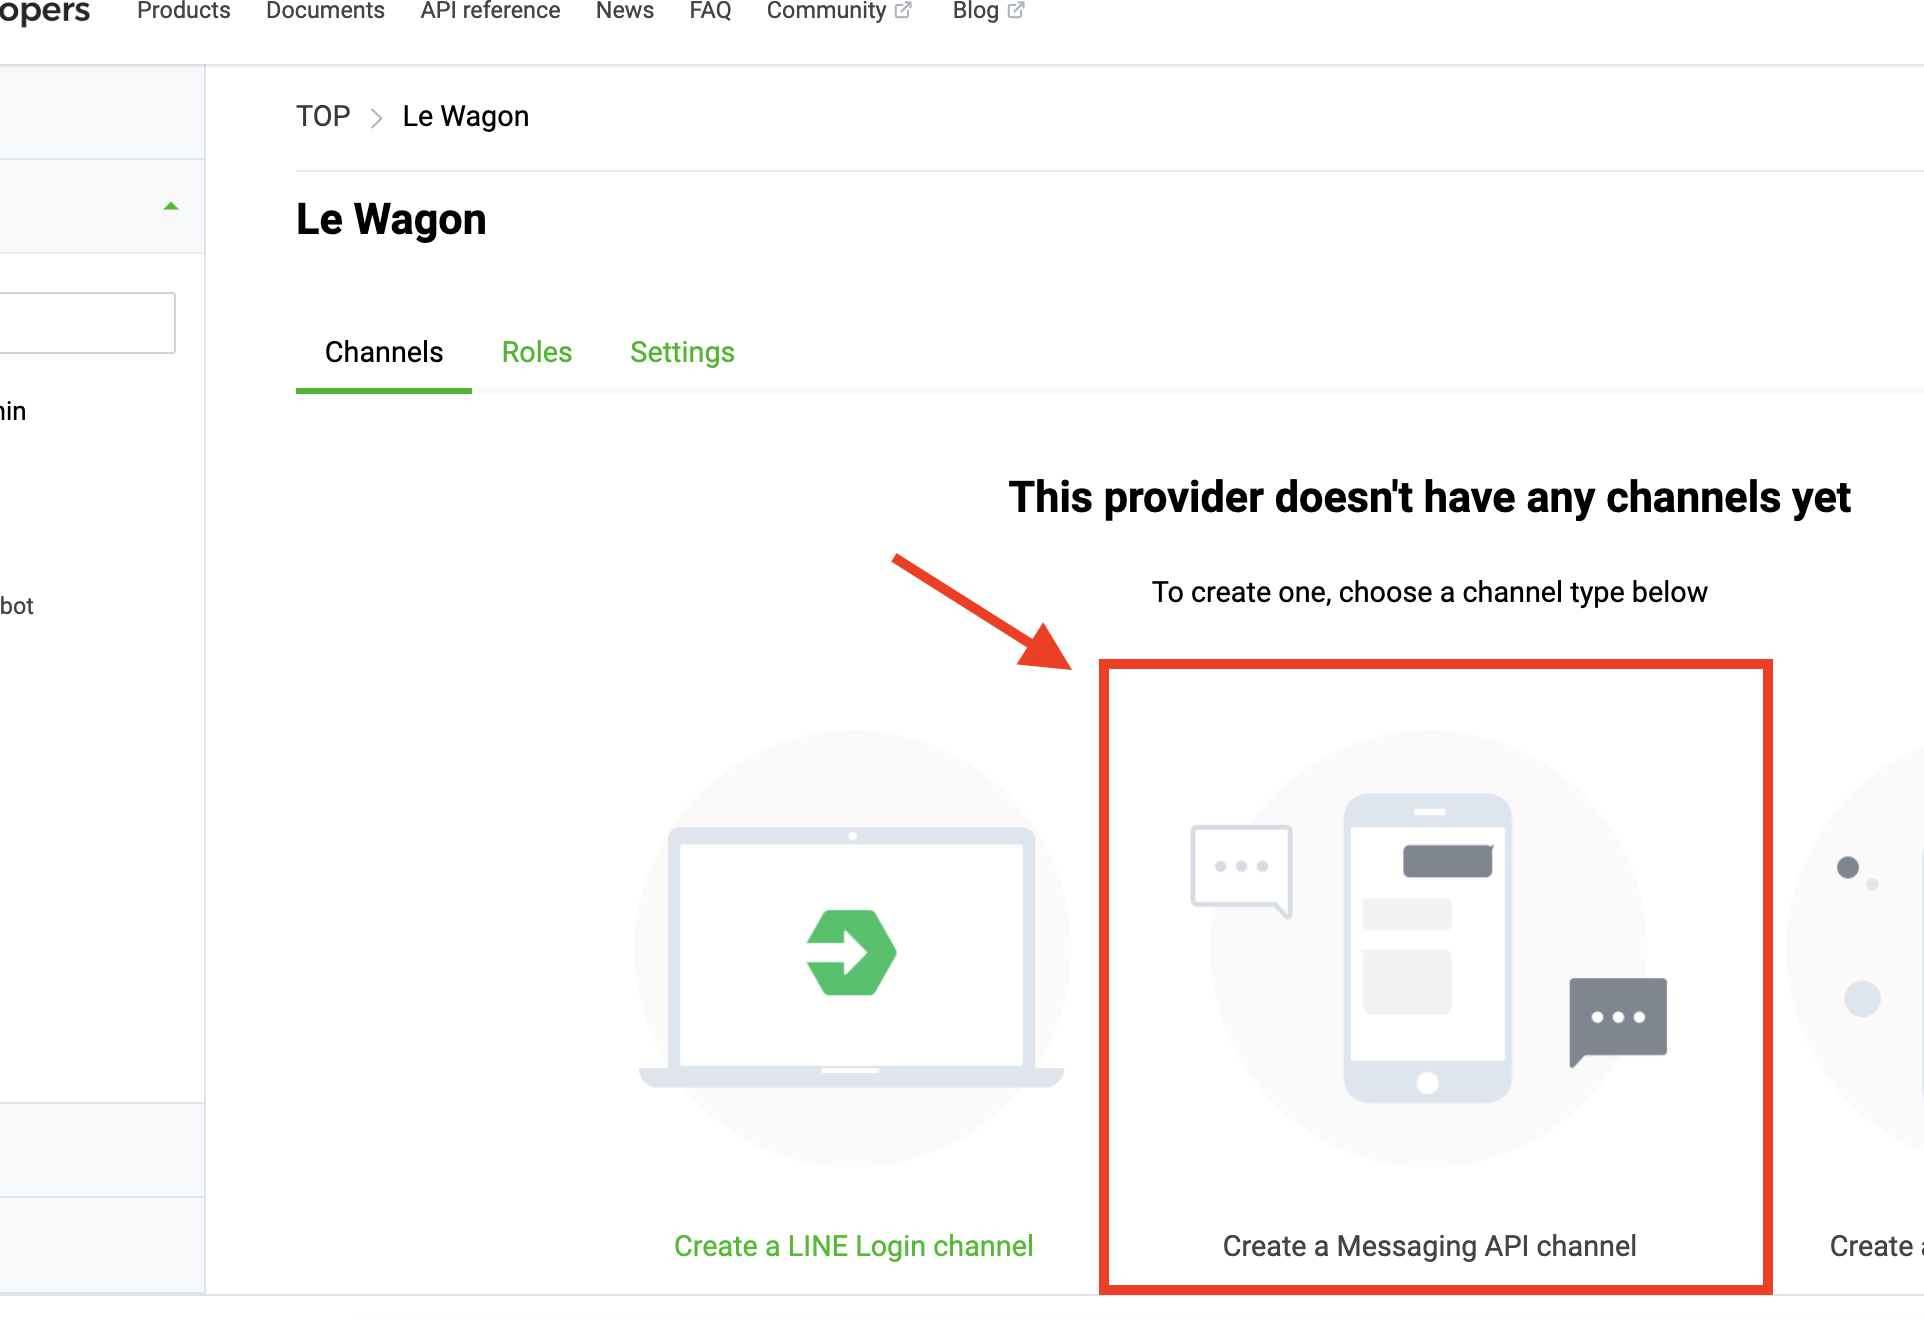 opers Products Documents API reference News FAQ Community Blog
TOP > Le Wagon
Le Wagon
Channels Roles Settings
nin
This provider doesn't have any channels yet
bot
To create one, choose a channel type below
Create a LINE Login channel
Create a Messaging API channel
Create a